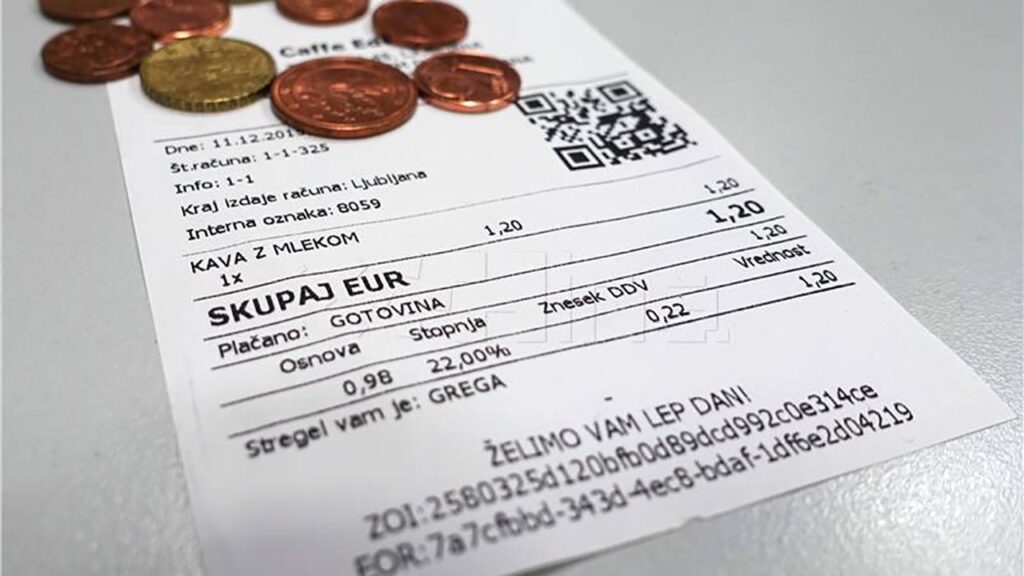 Caffe
Dne: 11.12.2019
Št.računa: 1-1-325
Info: 1-1
Kraj izdaje računa: Ljubljana
Interna oznaka: 8059
KAVA Z MLEKOM
1x 1,20 1,20
SKUPAJ EUR 1,20
Plačano: GOTOVINA 1,20
Osnova Stopnja Znesek DDV Vrednost
0,98 22,00% 0,22 1,20
Stregel vam je: GREGA
ŽELIMO VAM LEP DAN!
ZOI:2580325d120bfb0d89dcd992c0e314ce
EOR:7a7cfbbd-343d-4ec8-bdaf-1df6e2d04219